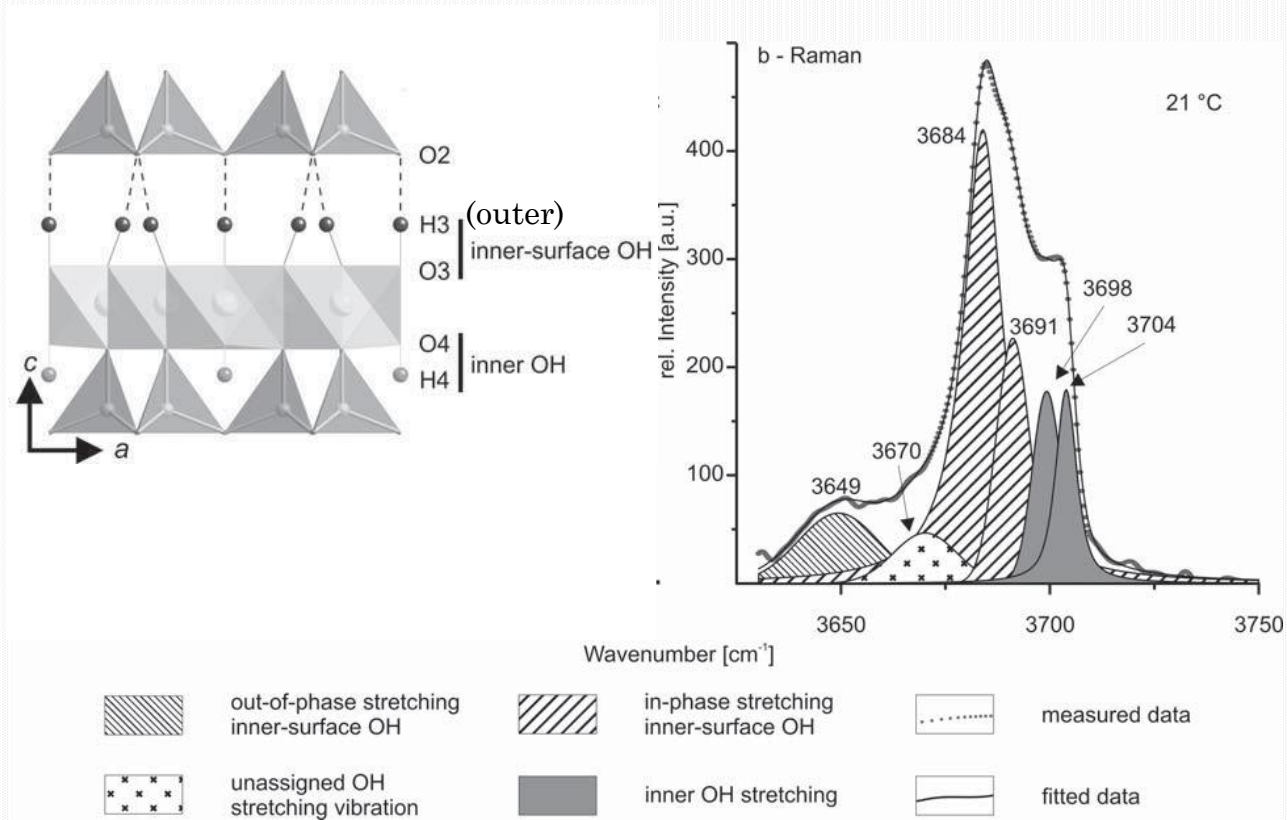 O2
H3 (outer)
inner-surface OH
O3
O4
inner OH
H4
c
a
b - Raman
21 °C
rel. Intensity [a.u.]
400
300
200
100
3684
3691
3698
3704
3670
3649
3650
3700
3750
Wavenumber [cm⁻¹]
out-of-phase stretching
inner-surface OH
in-phase stretching
inner-surface OH
measured data
unassigned OH
stretching vibration
inner OH stretching
fitted data